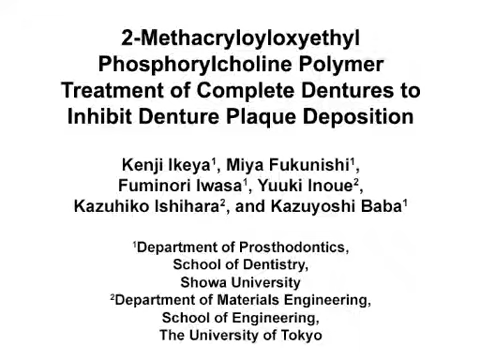 2-Methacryloyloxyethyl
Phosphorylcholine Polymer
Treatment of Complete Dentures to
Inhibit Denture Plaque Deposition
Kenji Ikeya¹, Miya Fukunishi¹,
Fuminori Iwasa¹, Yuuki Inoue²,
Kazuhiko Ishihara², and Kazuyoshi Baba¹
¹Department of Prosthodontics,
School of Dentistry,
Showa University
²Department of Materials Engineering,
School of Engineering,
The University of Tokyo